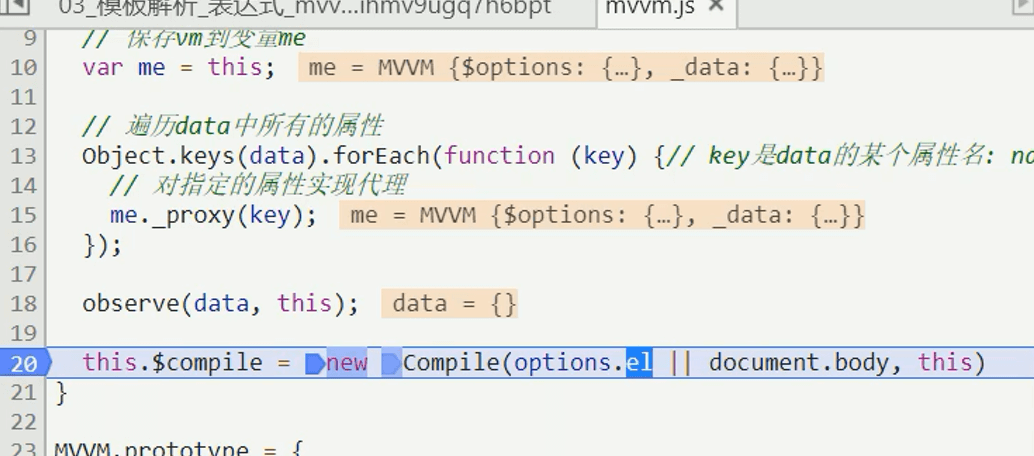 03_模板解析_表达式_mvv...ihmv9ugq7h6bpt mvvm.js ×
9 // 保存vm到变量me
10 var me = this; me = MVVM {$options: {…}, _data: {…}}
11
12 // 遍历data中所有的属性
13 Object.keys(data).forEach(function (key) {// key是data的某个属性名: na
14 // 对指定的属性实现代理
15 me._proxy(key); me = MVVM {$options: {…}, _data: {…}}
16 });
17
18 observe(data, this); data = {}
19
20 this.$compile = new Compile(options.el || document.body, this)
21 }
22
23 MVVM.prototype = {